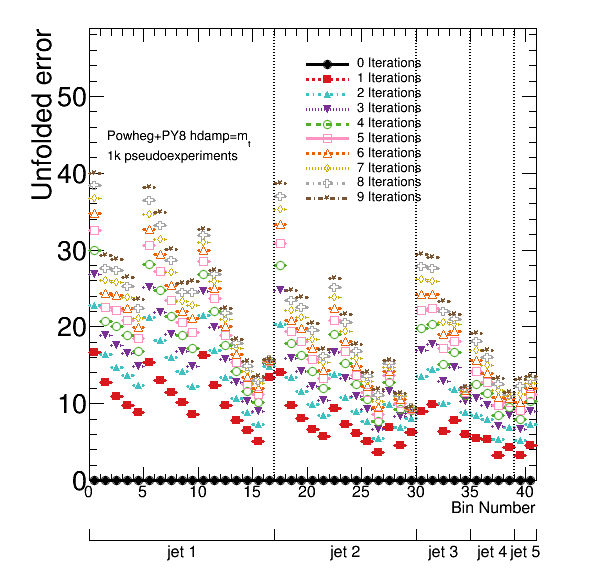 Unfolded error
50
40
30
20
10
0
Powheg+PY8 hdamp=m_t
1k pseudoexperiments
0 Iterations
1 Iterations
2 Iterations
3 Iterations
4 Iterations
5 Iterations
6 Iterations
7 Iterations
8 Iterations
9 Iterations
0 5 10 15 20 25 30 35 40
Bin Number
jet 1 jet 2 jet 3 jet 4 jet 5